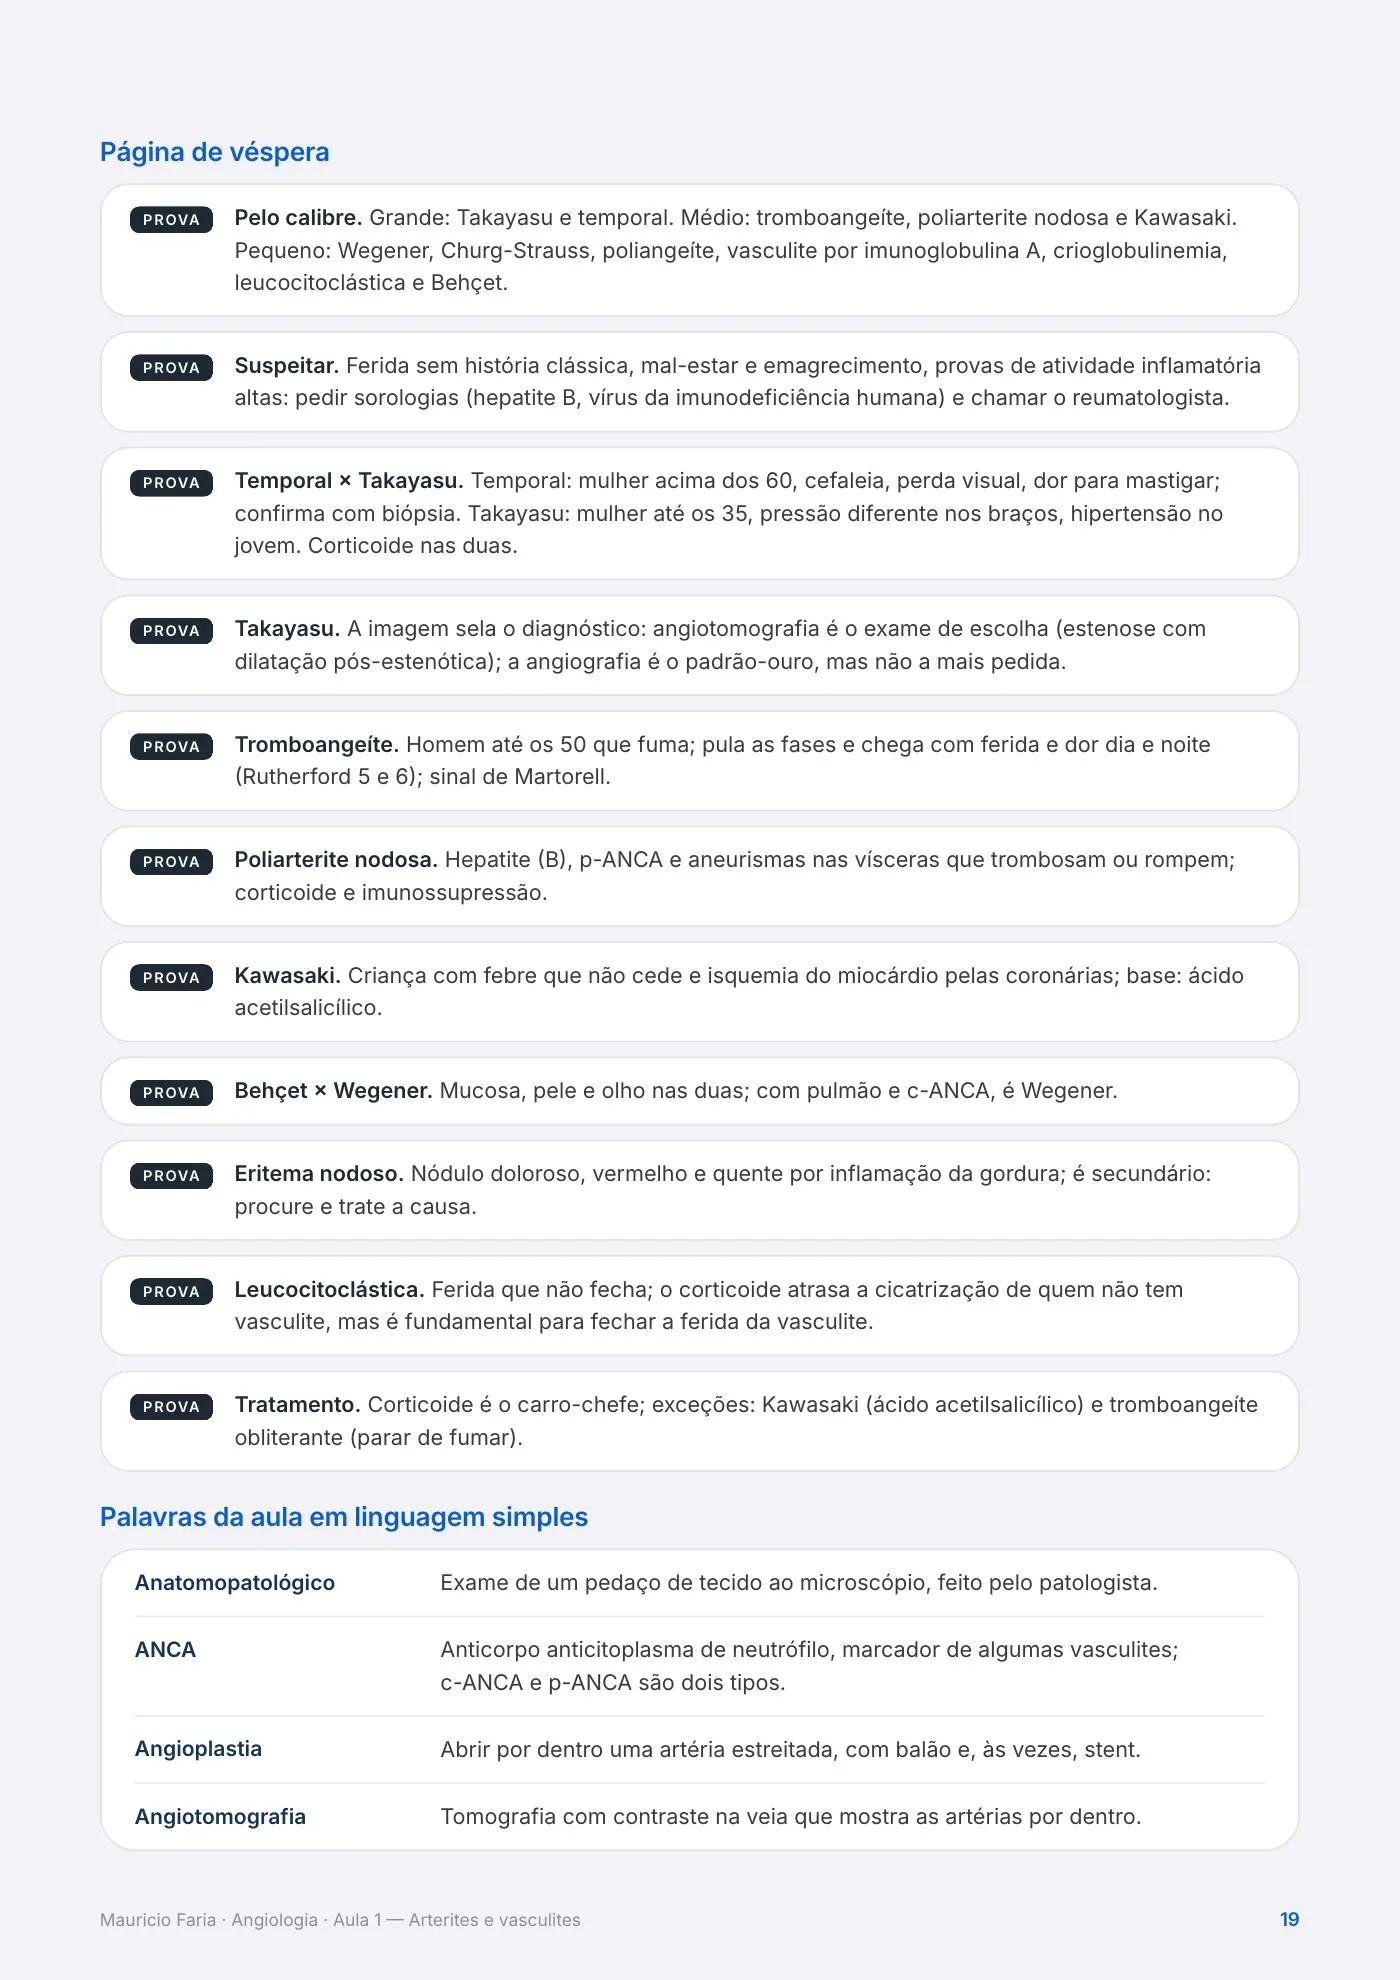 Página de véspera
PROVA
Pelo calibre. Grande: Takayasu e temporal. Médio: tromboangeíte, poliarterite nodosa e Kawasaki.
Pequeno: Wegener, Churg-Strauss, poliangeíte, vasculite por imunoglobulina A, crioglobulinemia,
leucocitoclástica e Behçet.
PROVA
Suspeitar. Ferida sem história clássica, mal-estar e emagrecimento, provas de atividade inflamatória
altas: pedir sorologias (hepatite B, vírus da imunodeficiência humana) e chamar o reumatologista.
PROVA
Temporal × Takayasu. Temporal: mulher acima dos 60, cefaleia, perda visual, dor para mastigar;
confirma com biópsia. Takayasu: mulher até os 35, pressão diferente nos braços, hipertensão no
jovem. Corticoide nas duas.
PROVA
Takayasu. A imagem sela o diagnóstico: angiotomografia é o exame de escolha (estenose com
dilatação pós-estenótica); a angiografia é o padrão-ouro, mas não a mais pedida.
PROVA
Tromboangeíte. Homem até os 50 que fuma; pula as fases e chega com ferida e dor dia e noite
(Rutherford 5 e 6); sinal de Martorell.
PROVA
Poliarterite nodosa. Hepatite (B), p-ANCA e aneurismas nas vísceras que trombosam ou rompem;
corticoide e imunossupressão.
PROVA
Kawasaki. Criança com febre que não cede e isquemia do miocárdio pelas coronárias; base: ácido
acetilsalicílico.
PROVA
Behçet × Wegener. Mucosa, pele e olho nas duas; com pulmão e c-ANCA, é Wegener.
PROVA
Eritema nodoso. Nódulo doloroso, vermelho e quente por inflamação da gordura; é secundário:
procure e trate a causa.
PROVA
Leucocitoclástica. Ferida que não fecha; o corticoide atrasa a cicatrização de quem não tem
vasculite, mas é fundamental para fechar a ferida da vasculite.
PROVA
Tratamento. Corticoide é o carro-chefe; exceções: Kawasaki (ácido acetilsalicílico) e tromboangeíte
obliterante (parar de fumar).
Palavras da aula em linguagem simples
Anatomopatológico
Exame de um pedaço de tecido ao microscópio, feito pelo patologista.
ANCA
Anticorpo anticitoplasma de neutrófilo, marcador de algumas vasculites;
c-ANCA e p-ANCA são dois tipos.
Angioplastia
Abrir por dentro uma artéria estreitada, com balão e, às vezes, stent.
Angiotomografia
Tomografia com contraste na veia que mostra as artérias por dentro.
Mauricio Faria · Angiologia · Aula 1 — Arterites e vasculites
19